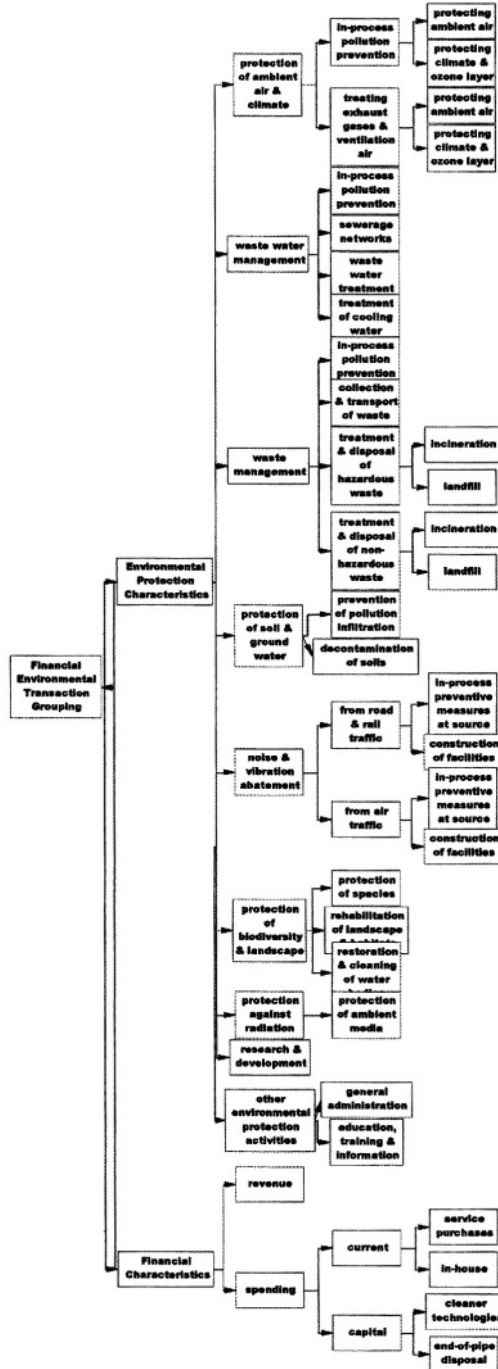 Financial
Environmental
Transaction
Grouping
Environmental
Protection
Characteristics
protection
of ambient
air &
climate
in-process
pollution
prevention
protecting
ambient air
protecting
climate &
ozone layer
treating
exhaust
gases &
ventilation
air
protecting
ambient air
protecting
climate &
ozone layer
waste water
management
in-process
pollution
prevention
sewerage
networks
waste
water
treatment
treatment
of cooling
water
waste
management
in-process
pollution
prevention
collection
& transport
of waste
treatment
& disposal
of
hazardous
waste
incineration
landfill
treatment
& disposal
of non-
hazardous
waste
incineration
landfill
protection
of soil &
ground
water
prevention
of pollution
infiltration
decontamination
of soils
noise &
vibration
abatement
from road
& rail
traffic
in-process
preventive
measures
at source
construction
of facilities
from air
traffic
in-process
preventive
measures
at source
construction
of facilities
protection
of
biodiversity
& landscape
protection
of species
rehabilitation
of landscape
restoration
& cleaning
of water
protection
against
radiation
protection
of ambient
media
research &
development
other
environmental
protection
activities
general
administration
education,
training &
information
Financial
Characteristics
revenue
spending
current
service
purchases
in-house
capital
cleaner
technologies
end-of-pipe
disposal